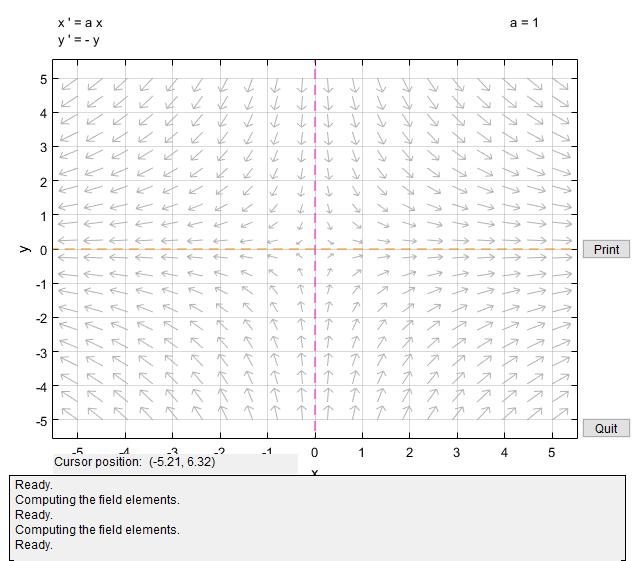 x ' = a x
a = 1
y ' = - y
5
4
3
2
1
y
0
Print
-1
-2
-3
-4
-5
Quit
-5 -4 -3 -2 -1 0 1 2 3 4 5
Cursor position: (-5.21, 6.32)
x
Ready.
Computing the field elements.
Ready.
Computing the field elements.
Ready.